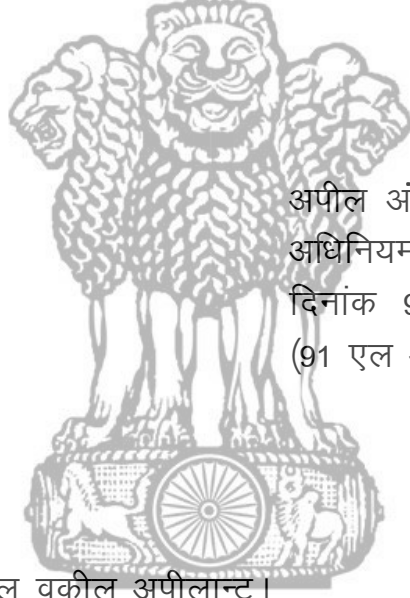 अपील अं
अधिनियम
दिनांक 9
(91 एल
ल वकील अपीलान्ट।